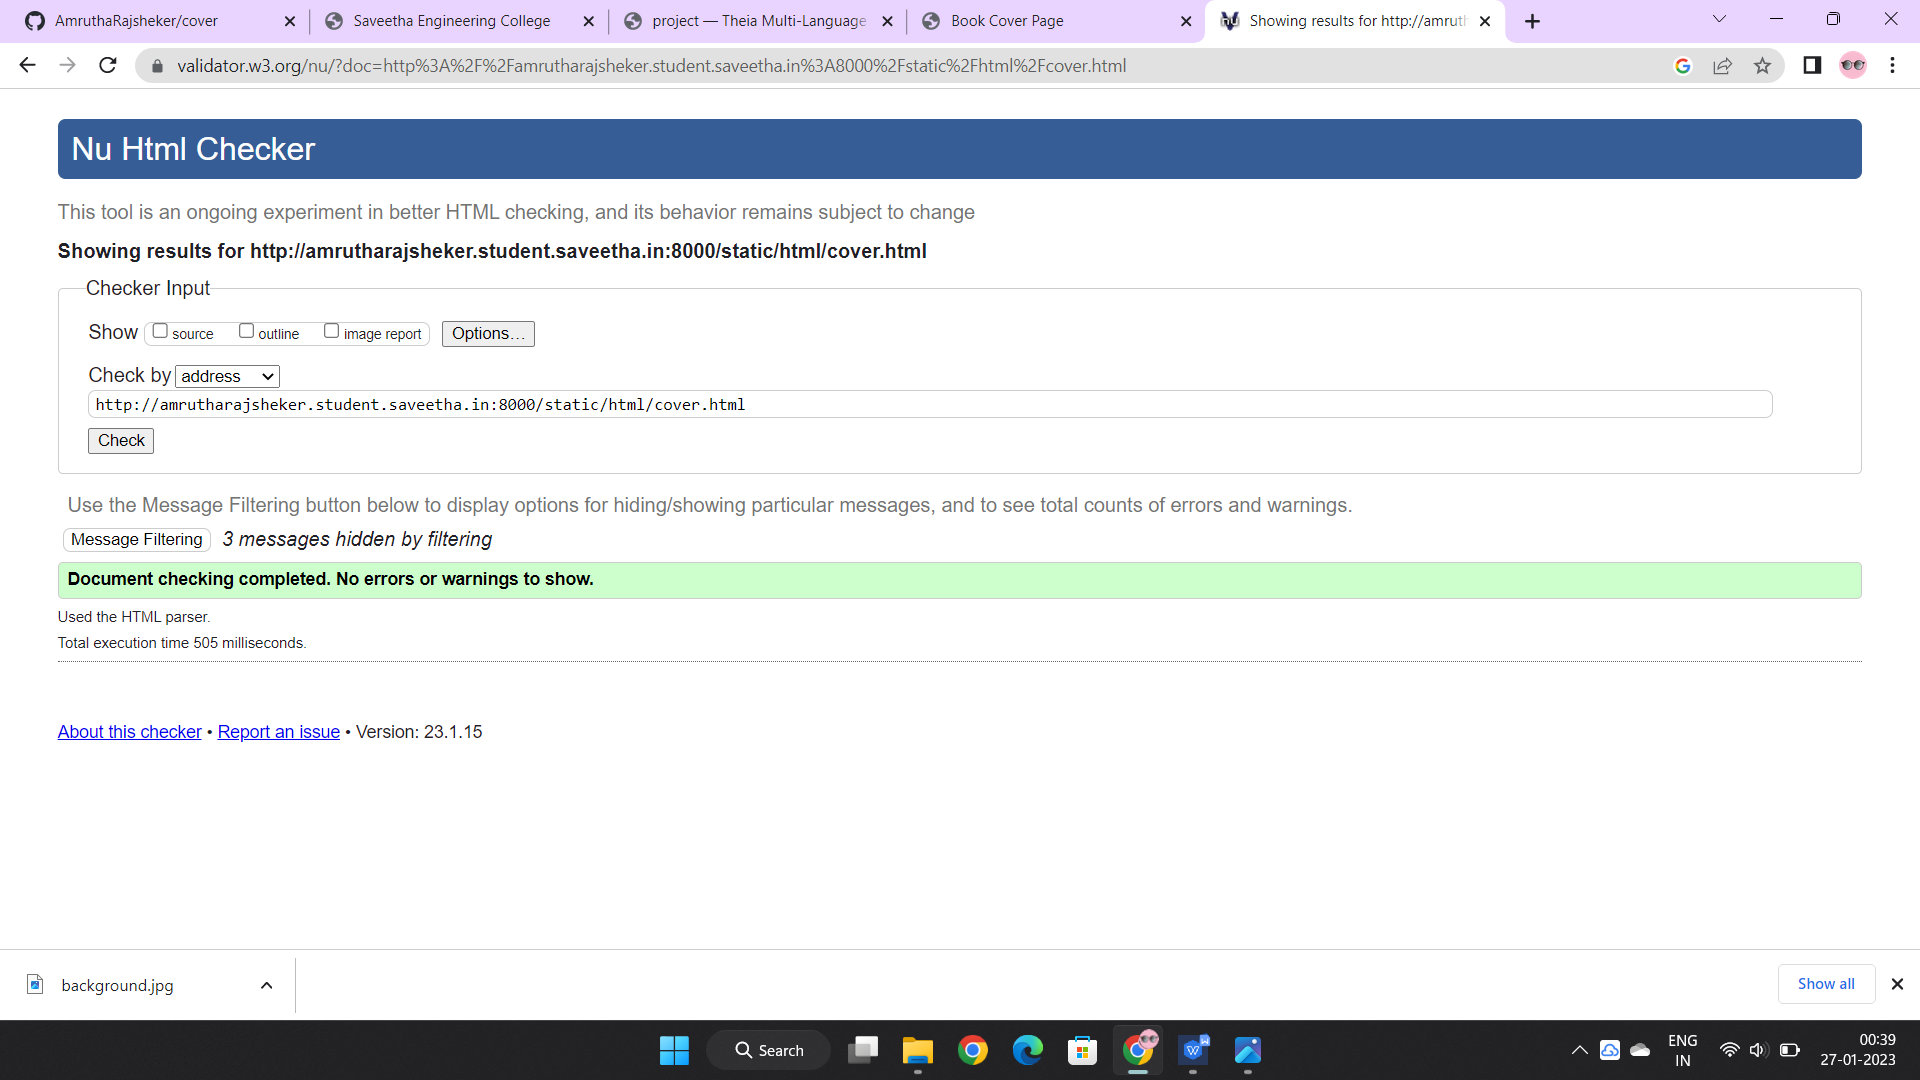 AmruthaRajsheker/cover
Saveetha Engineering College
project — Theia Multi-Language
Book Cover Page
Showing results for http://amruth
validator.w3.org/nu/?doc=http%3A%2F%2Famrutharajsheker.student.saveetha.in%3A8000%2Fstatic%2Fhtml%2Fcover.html
Nu Html Checker
This tool is an ongoing experiment in better HTML checking, and its behavior remains subject to change
Showing results for http://amrutharajsheker.student.saveetha.in:8000/static/html/cover.html
Checker Input
Show source outline image report Options...
Check by address
http://amrutharajsheker.student.saveetha.in:8000/static/html/cover.html
Check
Use the Message Filtering button below to display options for hiding/showing particular messages, and to see total counts of errors and warnings.
Message Filtering 3 messages hidden by filtering
Document checking completed. No errors or warnings to show.
Used the HTML parser.
Total execution time 505 milliseconds.
About this checker • Report an issue • Version: 23.1.15
background.jpg
Show all
Search
ENG
IN
00:39
27-01-2023